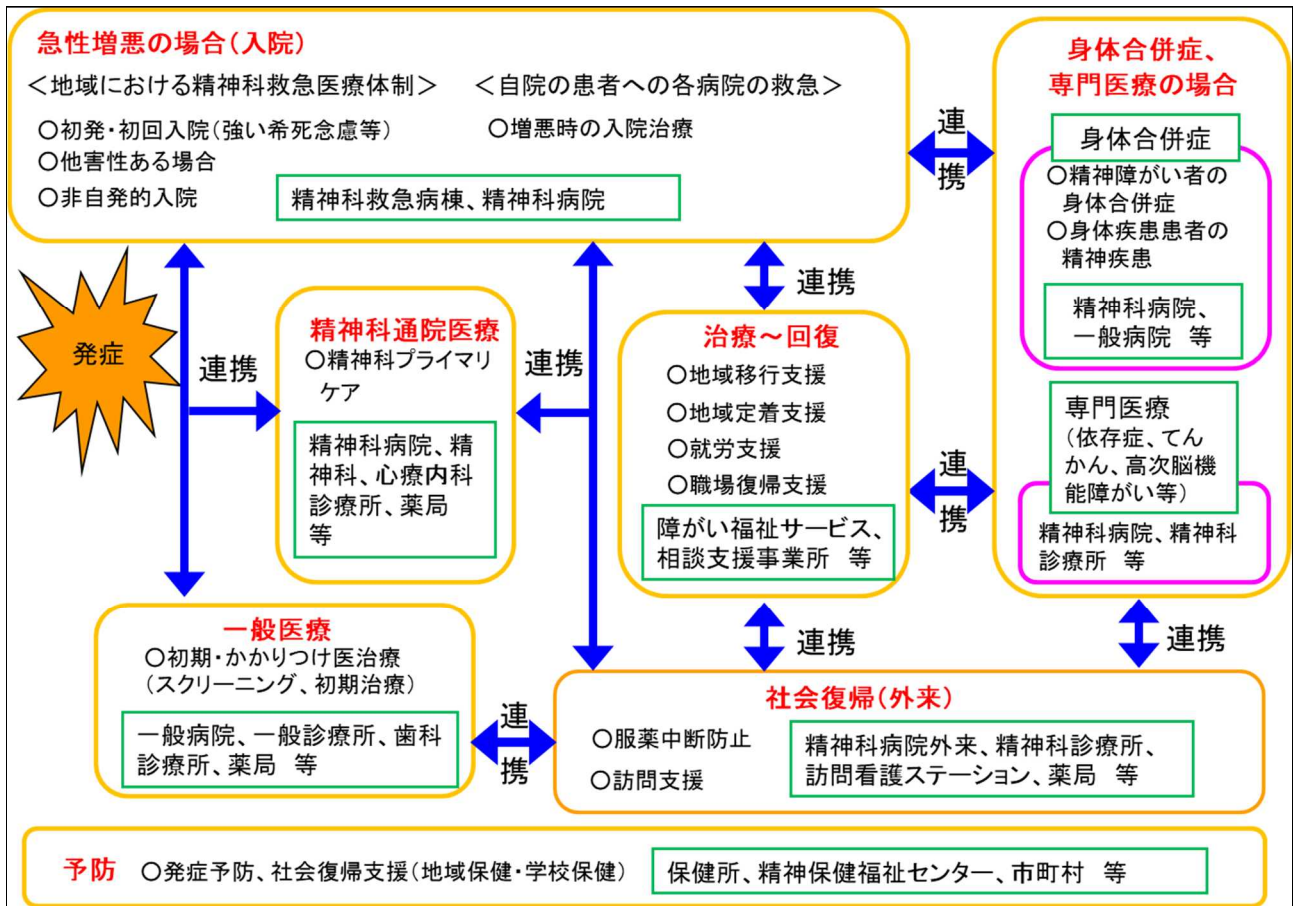 急性増悪の場合(入院)
<地域における精神科救急医療体制>
○初発・初回入院(強い希死念慮等)
○他害性ある場合
○非自発的入院
<自院の患者への各病院の救急>
○増悪時の入院治療
精神科救急病棟、精神科病院
連
携
身体合併症、
専門医療の場合
身体合併症
○精神障がい者の
身体合併症
○身体疾患患者の
精神疾患
精神科病院、
一般病院 等
専門医療
(依存症、てん
かん、高次脳機
能障がい等)
精神科病院、精神科
診療所 等
発症
連携
精神科通院医療
○精神科プライマリ
ケア
精神科病院、精
神科、心療内科
診療所、薬局
等
連携
連携
治療～回復
○地域移行支援
○地域定着支援
○就労支援
○職場復帰支援
障がい福祉サービス、
相談支援事業所 等
連
携
一般医療
○初期・かかりつけ医治療
(スクリーニング、初期治療)
一般病院、一般診療所、歯科
診療所、薬局 等
連
携
連携
連携
社会復帰(外来)
○服薬中断防止
○訪問支援
精神科病院外来、精神科診療所、
訪問看護ステーション、薬局 等
予防 ○発症予防、社会復帰支援(地域保健・学校保健)
保健所、精神保健福祉センター、市町村 等